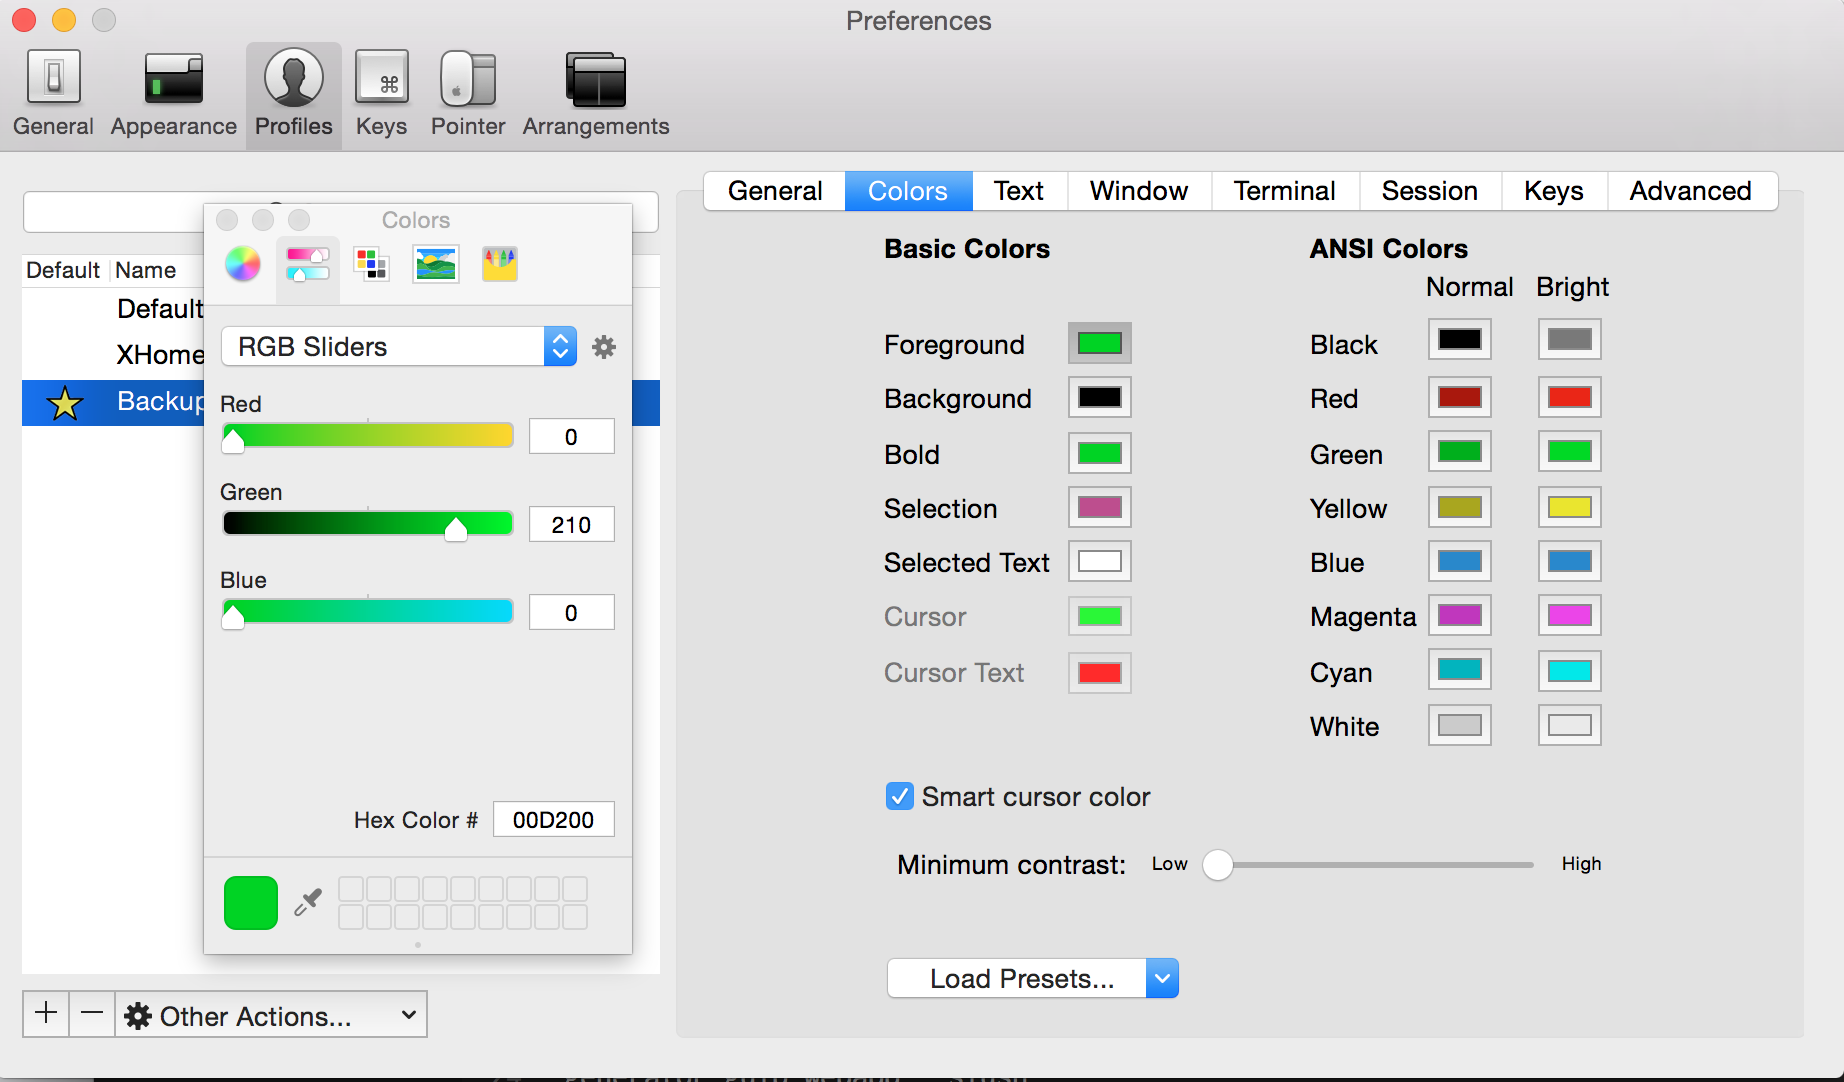 Preferences
General Appearance Profiles Keys Pointer Arrangements
General Colors Text Window Terminal Session Keys Advanced
Default Name
Default
XHome
Backup
Colors
RGB Sliders
Red
0
Green
210
Blue
0
Hex Color # 00D200
+ − Other Actions...
Basic Colors
Foreground
Background
Bold
Selection
Selected Text
Cursor
Cursor Text
ANSI Colors
Normal Bright
Black
Red
Green
Yellow
Blue
Magenta
Cyan
White
Smart cursor color
Minimum contrast: Low High
Load Presets...